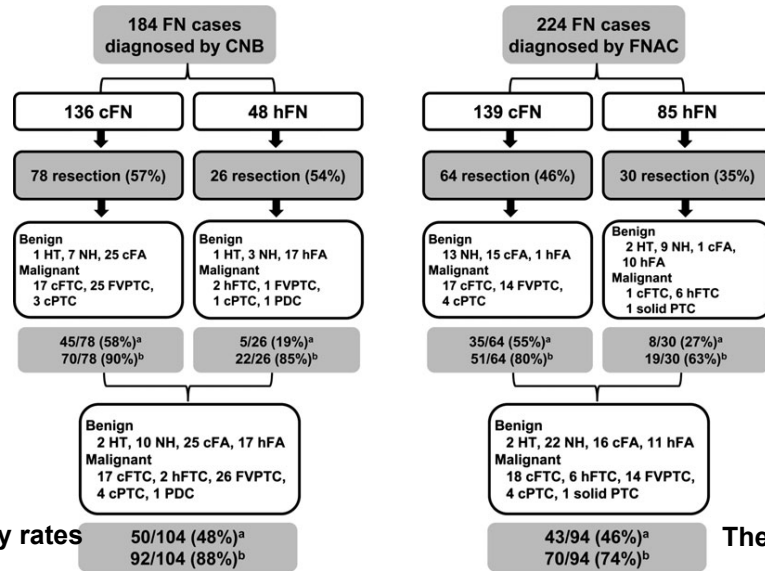 184 FN cases
diagnosed by CNB
136 cFN
48 hFN
78 resection (57%)
26 resection (54%)
Benign
1 HT, 7 NH, 25 cFA
Malignant
17 cFTC, 25 FVPTC,
3 cPTC
Benign
1 HT, 3 NH, 17 hFA
Malignant
2 hFTC, 1 FVPTC,
1 cPTC, 1 PDC
45/78 (58%)ᵃ
70/78 (90%)ᵇ
5/26 (19%)ᵃ
22/26 (85%)ᵇ
Benign
2 HT, 10 NH, 25 cFA, 17 hFA
Malignant
17 cFTC, 2 hFTC, 26 FVPTC,
4 cPTC, 1 PDC
y rates
50/104 (48%)ᵃ
92/104 (88%)ᵇ
224 FN cases
diagnosed by FNAC
139 cFN
85 hFN
64 resection (46%)
30 resection (35%)
Benign
13 NH, 15 cFA, 1 hFA
Malignant
17 cFTC, 14 FVPTC,
4 cPTC
Benign
2 HT, 9 NH, 1 cFA,
10 hFA
Malignant
1 cFTC, 6 hFTC
1 solid PTC
35/64 (55%)ᵃ
51/64 (80%)ᵇ
8/30 (27%)ᵃ
19/30 (63%)ᵇ
Benign
2 HT, 22 NH, 16 cFA, 11 hFA
Malignant
18 cFTC, 6 hFTC, 14 FVPTC,
4 cPTC, 1 solid PTC
43/94 (46%)ᵃ
70/94 (74%)ᵇ
The